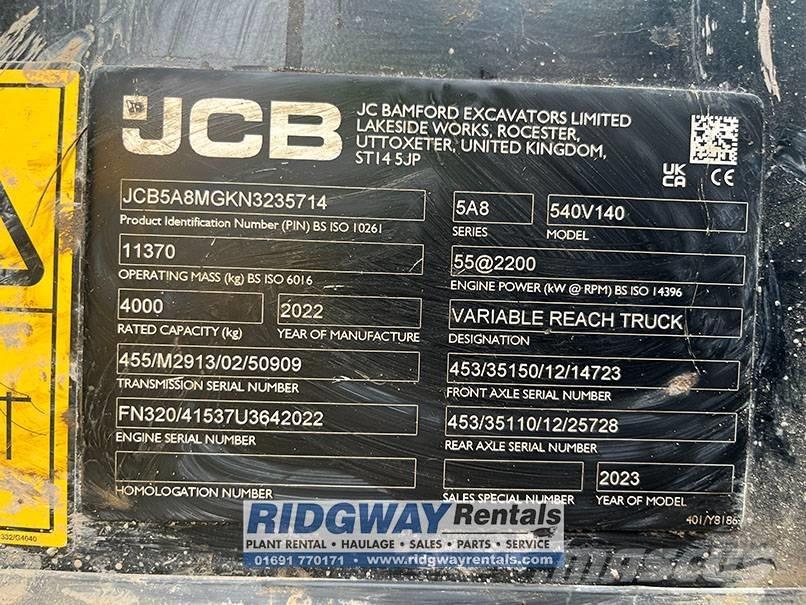 JCB
JC BAMFORD EXCAVATORS LIMITED
LAKESIDE WORKS, ROCESTER,
UTTOXETER, UNITED KINGDOM,
ST14 5JP
UK
CA CE
JCB5A8MGKN3235714
Product Identification Number (PIN) BS ISO 10261
5A8
SERIES
540V140
MODEL
11370
OPERATING MASS (kg) BS ISO 6016
55@2200
ENGINE POWER (kW @ RPM) BS ISO 14396
4000
RATED CAPACITY (kg)
2022
YEAR OF MANUFACTURE
VARIABLE REACH TRUCK
DESIGNATION
455/M2913/02/50909
TRANSMISSION SERIAL NUMBER
453/35150/12/14723
FRONT AXLE SERIAL NUMBER
FN320/41537U3642022
ENGINE SERIAL NUMBER
453/35110/12/25728
REAR AXLE SERIAL NUMBER
HOMOLOGATION NUMBER
SALES SPECIAL NUMBER
2023
YEAR OF MODEL
401/Y8186
332/G4040
RIDGWAY Rentals
PLANT RENTAL • HAULAGE • SALES • PARTS • SERVICE
01691 770171 www.ridgwayrentals.com